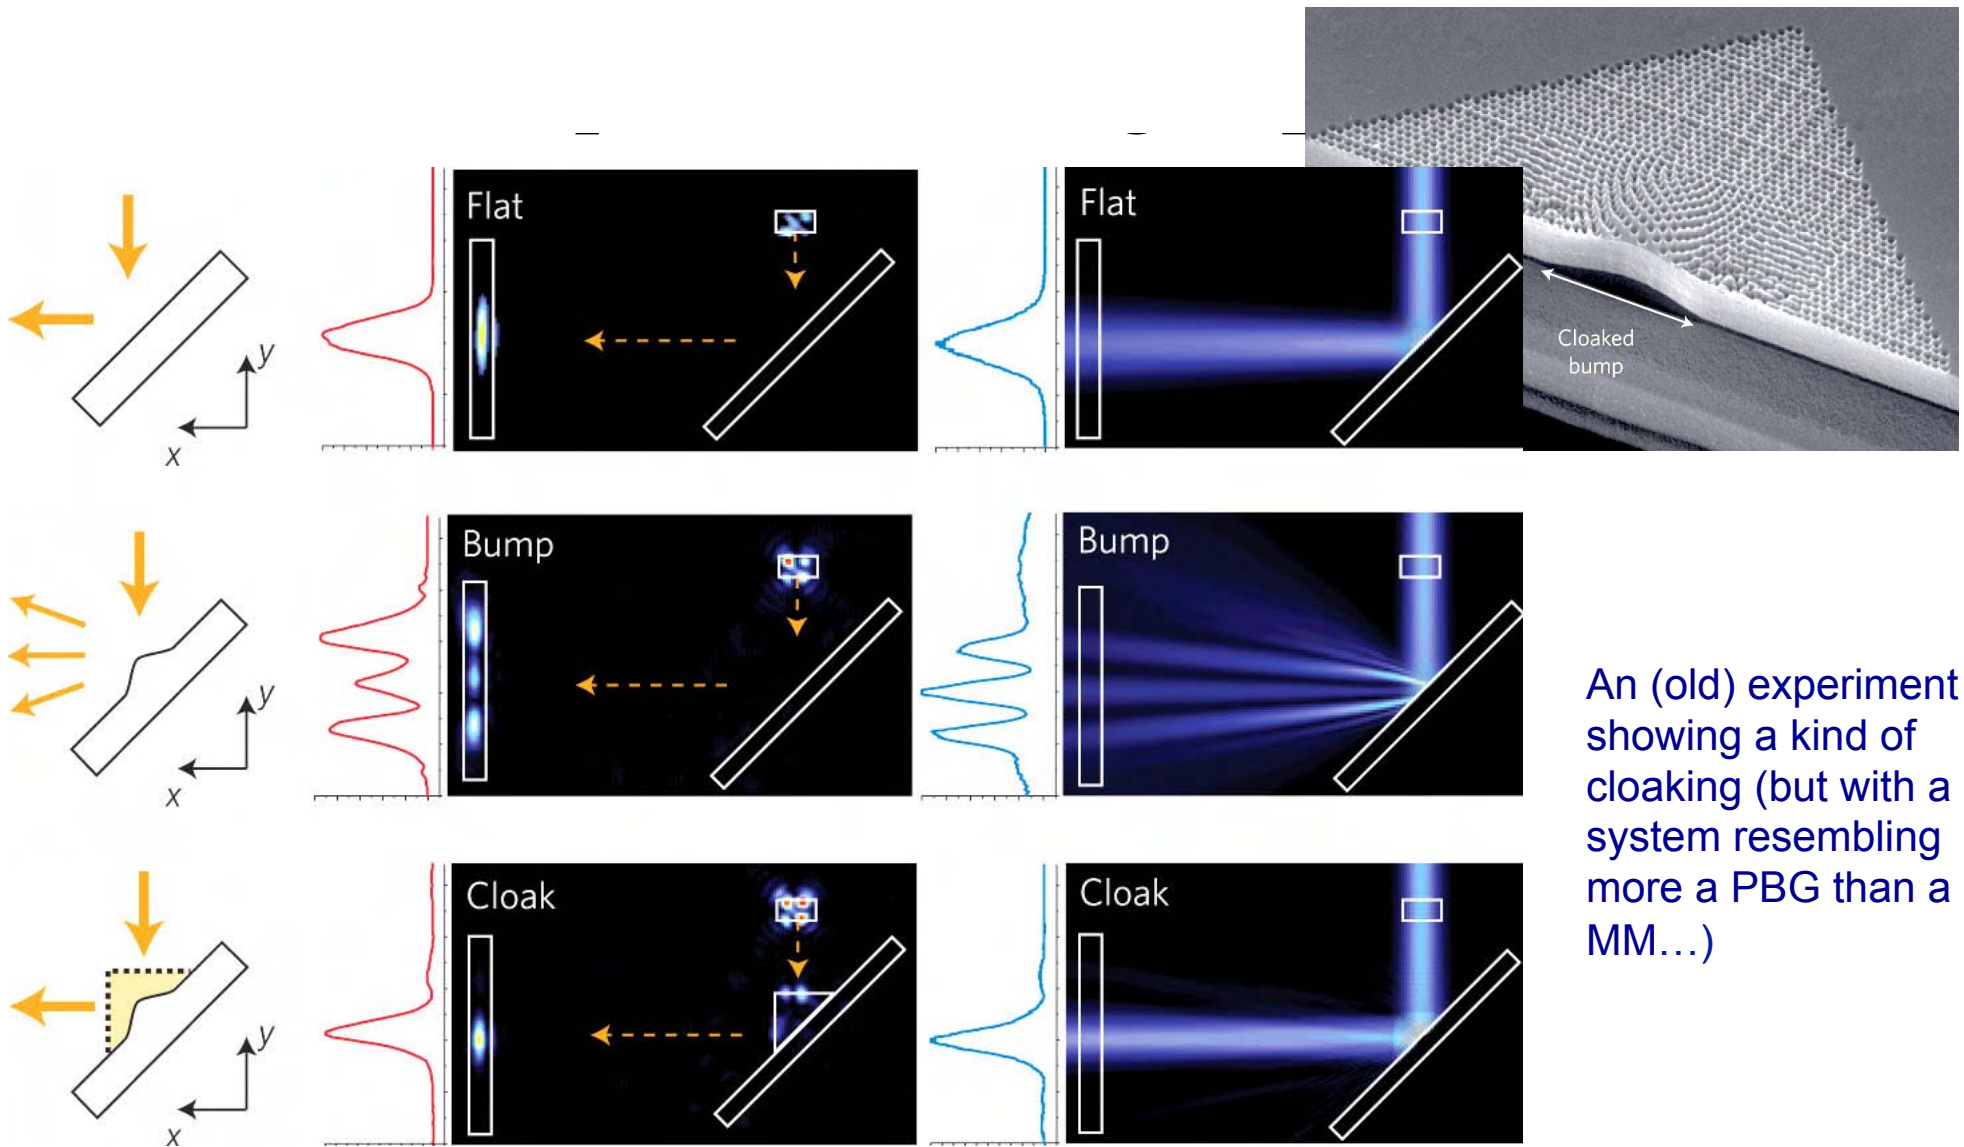 Flat
Flat
Cloaked
bump
y
x
Bump
Bump
y
x
An (old) experiment
showing a kind of
cloaking (but with a
system resembling
more a PBG than a
MM…)
Cloak
Cloak
y
x